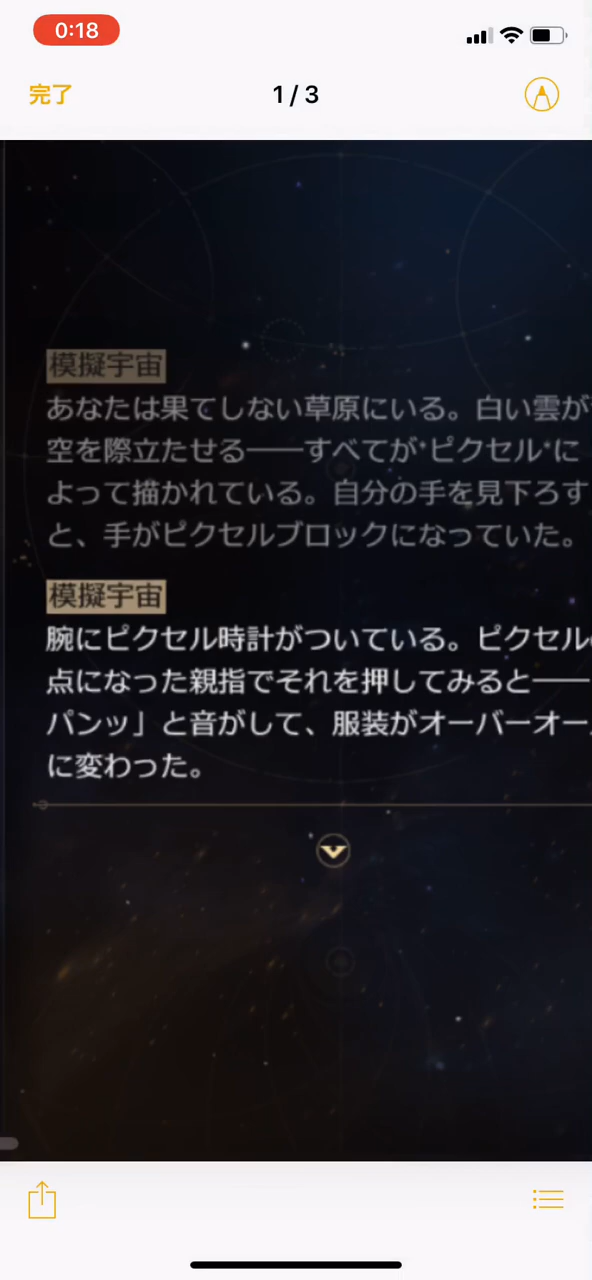 0:18
完了
1 / 3
模擬宇宙
あなたは果てしない草原にいる。白い雲が
空を際立たせる——すべてが*ピクセル*に
よって描かれている。自分の手を見下ろす
と、手がピクセルブロックになっていた。
模擬宇宙
腕にピクセル時計がついている。ピクセル
点になった親指でそれを押してみると——
パンッ」と音がして、服装がオーバーオー
に変わった。